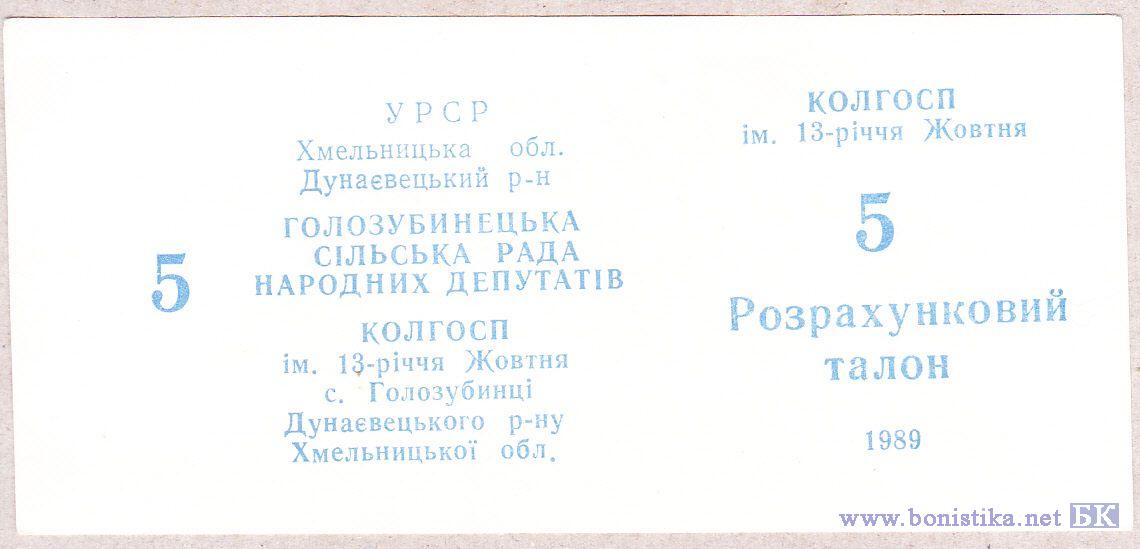 5
УРСР
Хмельницька обл.
Дунаєвецький р-н
ГОЛОЗУБИНЕЦЬКА
СІЛЬСЬКА РАДА
НАРОДНИХ ДЕПУТАТІВ
КОЛГОСП
ім. 13-річчя Жовтня
с. Голозубинці
Дунаєвецького р-ну
Хмельницької обл.
КОЛГОСП
ім. 13-річчя Жовтня
5
Розрахунковий
талон
1989
www.bonistika.net БК